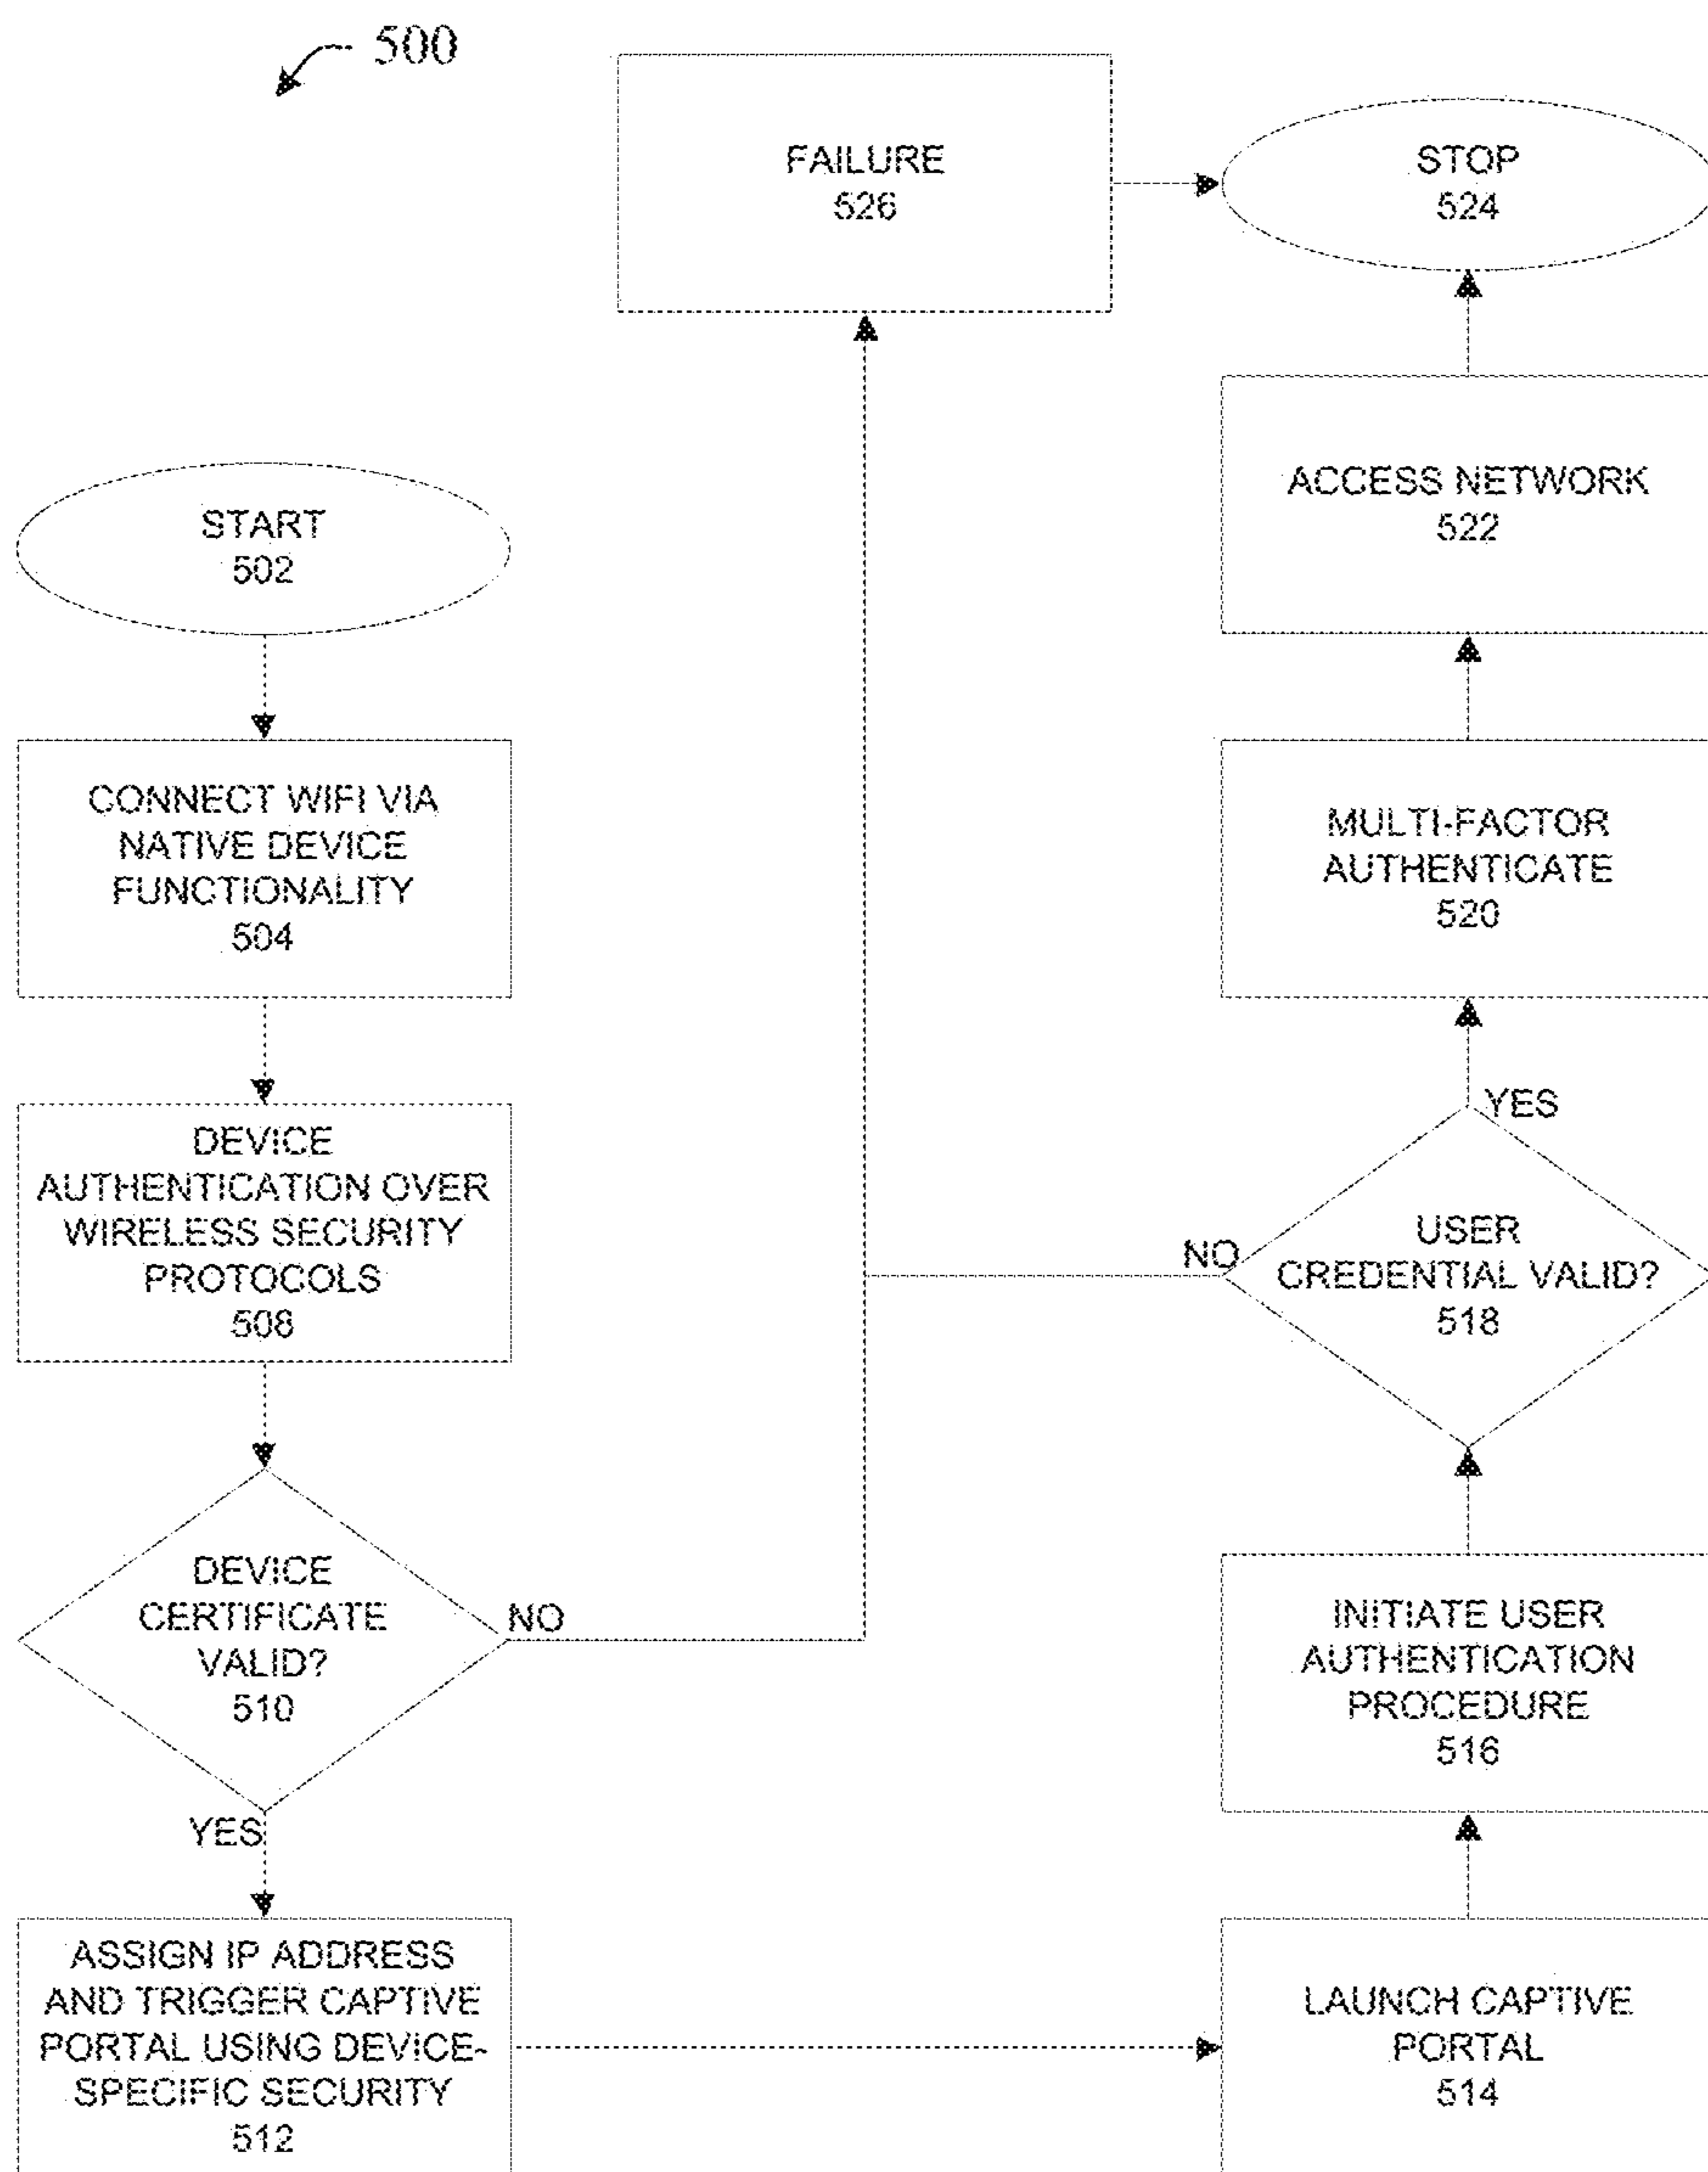 500
FAILURE
526
STOP
524
START
502
ACCESS NETWORK
522
CONNECT WIFI VIA
NATIVE DEVICE
FUNCTIONALITY
504
MULTI-FACTOR
AUTHENTICATE
520
DEVICE
AUTHENTICATION OVER
WIRELESS SECURITY
PROTOCOLS
508
YES
NO
USER
CREDENTIAL VALID?
518
DEVICE
CERTIFICATE
VALID?
510
NO
YES
INITIATE USER
AUTHENTICATION
PROCEDURE
516
ASSIGN IP ADDRESS
AND TRIGGER CAPTIVE
PORTAL USING DEVICE-
SPECIFIC SECURITY
512
LAUNCH CAPTIVE
PORTAL
514